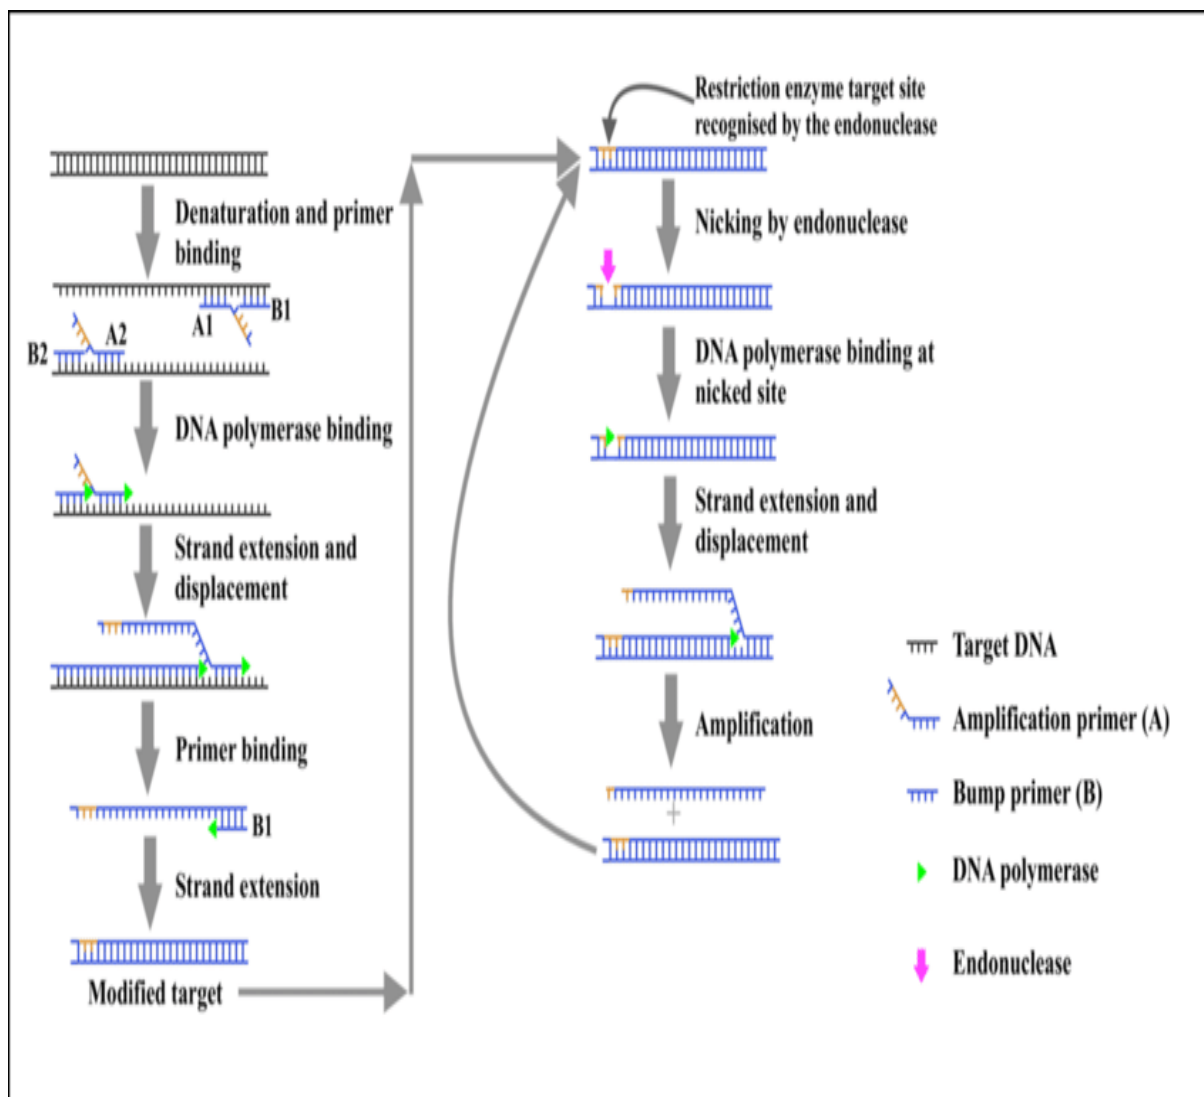 Denaturation and primer
binding
A1
B1
A2
B2
DNA polymerase binding
Strand extension and
displacement
Primer binding
B1
Strand extension
Modified target
Restriction enzyme target site
recognised by the endonuclease
Nicking by endonuclease
DNA polymerase binding at
nicked site
Strand extension and
displacement
Amplification
+
Target DNA
Amplification primer (A)
Bump primer (B)
DNA polymerase
Endonuclease